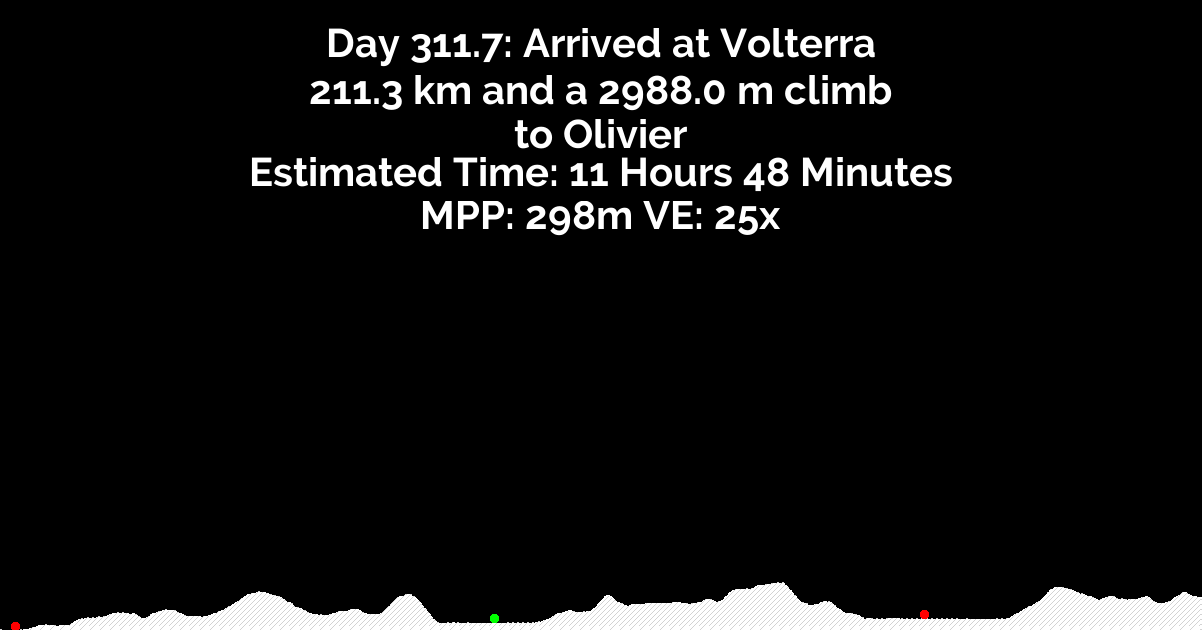 Day 311.7: Arrived at Volterra
211.3 km and a 2988.0 m climb
to Olivier
Estimated Time: 11 Hours 48 Minutes
MPP: 298m VE: 25x